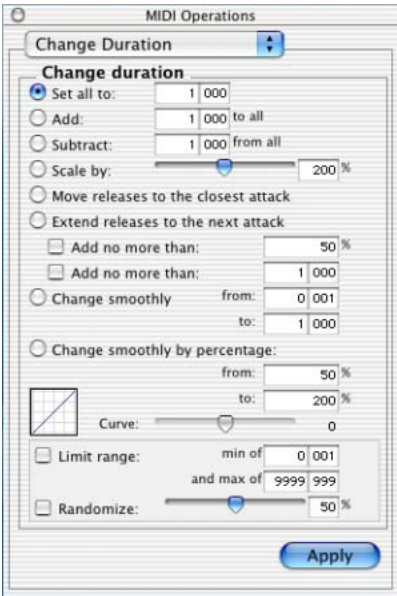 MIDI Operations
Change Duration
Change duration
Set all to: 1 000
Add: 1 000 to all
Subtract: 1 000 from all
Scale by: 200 %
Move releases to the closest attack
Extend releases to the next attack
Add no more than: 50 %
Add no more than: 1 000
Change smoothly from: 0 001
to: 1 000
Change smoothly by percentage:
from: 50 %
to: 200 %
Curve: 0
Limit range: min of 0 001
and max of 9999 999
Randomize: 50 %
Apply